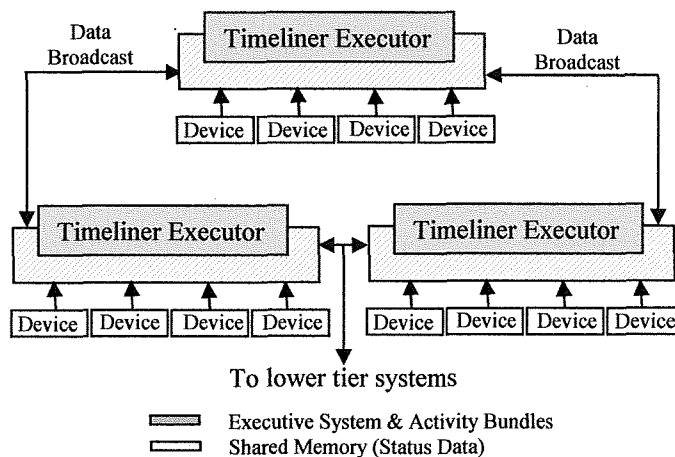 Timeliner Executor
Data
Broadcast
Data
Broadcast
Device Device Device Device
Timeliner Executor
Timeliner Executor
Device Device Device Device
Device Device Device Device
To lower tier systems
Executive System & Activity Bundles
Shared Memory (Status Data)